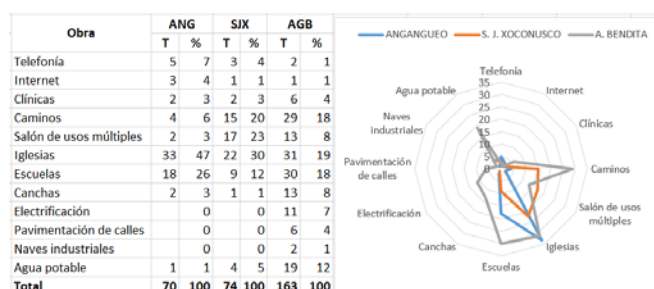 Obra ANG SJX AGB
T % T % T %
Telefonía 5 7 3 4 2 1
Internet 3 4 1 1 1 1
Clínicas 2 3 2 3 6 4
Caminos 4 6 15 20 29 18
Salón de usos múltiples 2 3 17 23 13 8
Iglesias 33 47 22 30 31 19
Escuelas 18 26 9 12 30 18
Canchas 2 3 1 1 13 8
Electrificación 0 0 11 7
Pavimentación de calles 0 0 6 4
Naves industriales 0 0 2 1
Agua potable 1 1 4 5 19 12
Total 70 100 74 100 163 100
ANGANGUEO S. J. XOCONUSCO A. BENDITA
Telefonía
Internet
Clínicas
Caminos
Salón de usos
múltiples
Iglesias
Escuelas
Canchas
Electrificación
Pavimentación
de calles
Naves
industriales
Agua potable
35
30
25
20
15
10
5
0